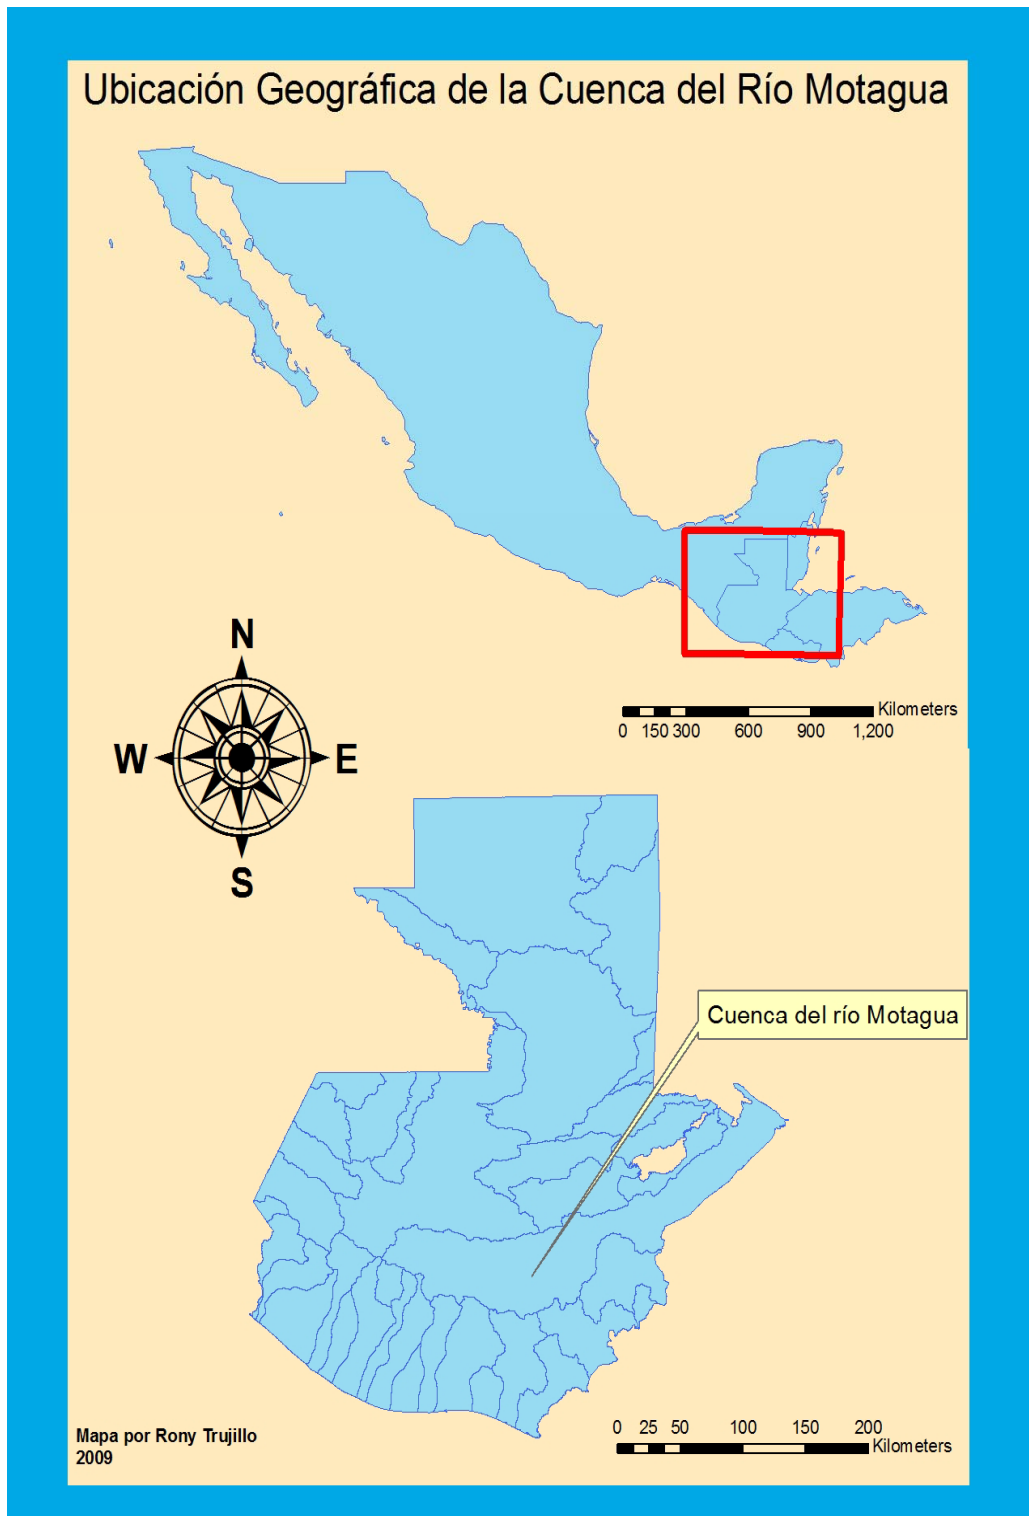 Ubicación Geográfica de la Cuenca del Río Motagua
N
W E
S
Kilometers
0 150 300 600 900 1,200
Cuenca del río Motagua
0 25 50 100 150 200
Kilometers
Mapa por Rony Trujillo
2009